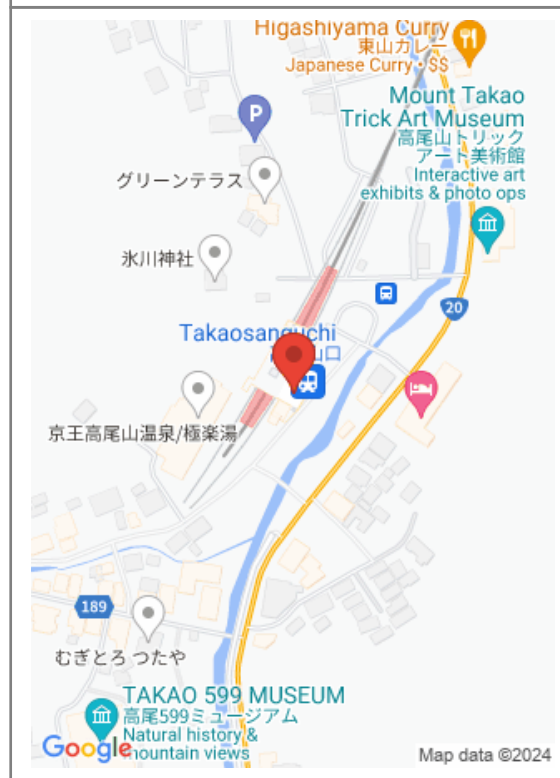 Higashiyama Curry
東山カレー
Japanese Curry • $$
Mount Takao
Trick Art Museum
高尾山トリック
アート美術館
Interactive art
exhibits & photo ops
P
グリーンテラス
氷川神社
20
Takaosanguchi
山口
京王高尾山温泉/極楽湯
189
むぎとろ つたや
TAKAO 599 MUSEUM
高尾599ミュージアム
Natural history &
mountain views
Google
Map data ©2024